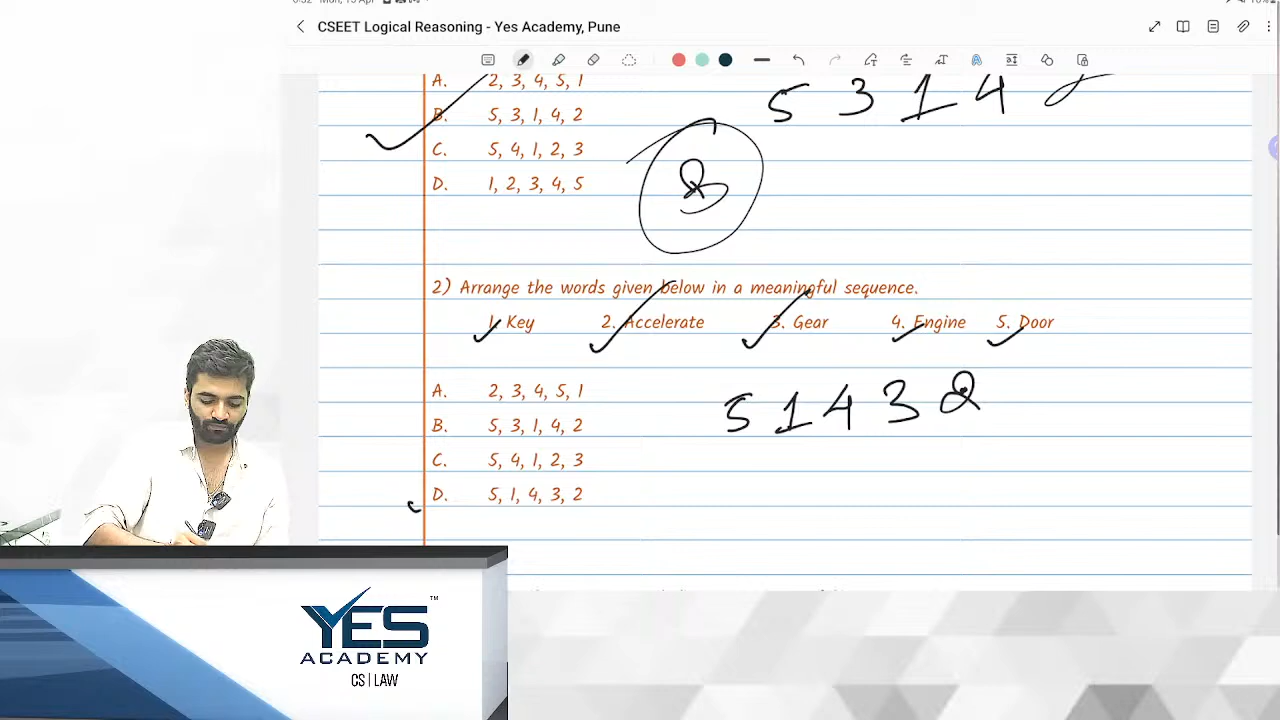 CSEET Logical Reasoning - Yes Academy, Pune
A. 2, 3, 4, 5, 1
5 3 1 4
B. 5, 3, 1, 4, 2
C. 5, 4, 1, 2, 3
B
D. 1, 2, 3, 4, 5
2) Arrange the words given below in a meaningful sequence.
1. Key 2. Accelerate 3. Gear 4. Engine 5. Door
A. 2, 3, 4, 5, 1
5 1 4 3 2
B. 5, 3, 1, 4, 2
C. 5, 4, 1, 2, 3
D. 5, 1, 4, 3, 2
YES™
ACADEMY
CS | LAW